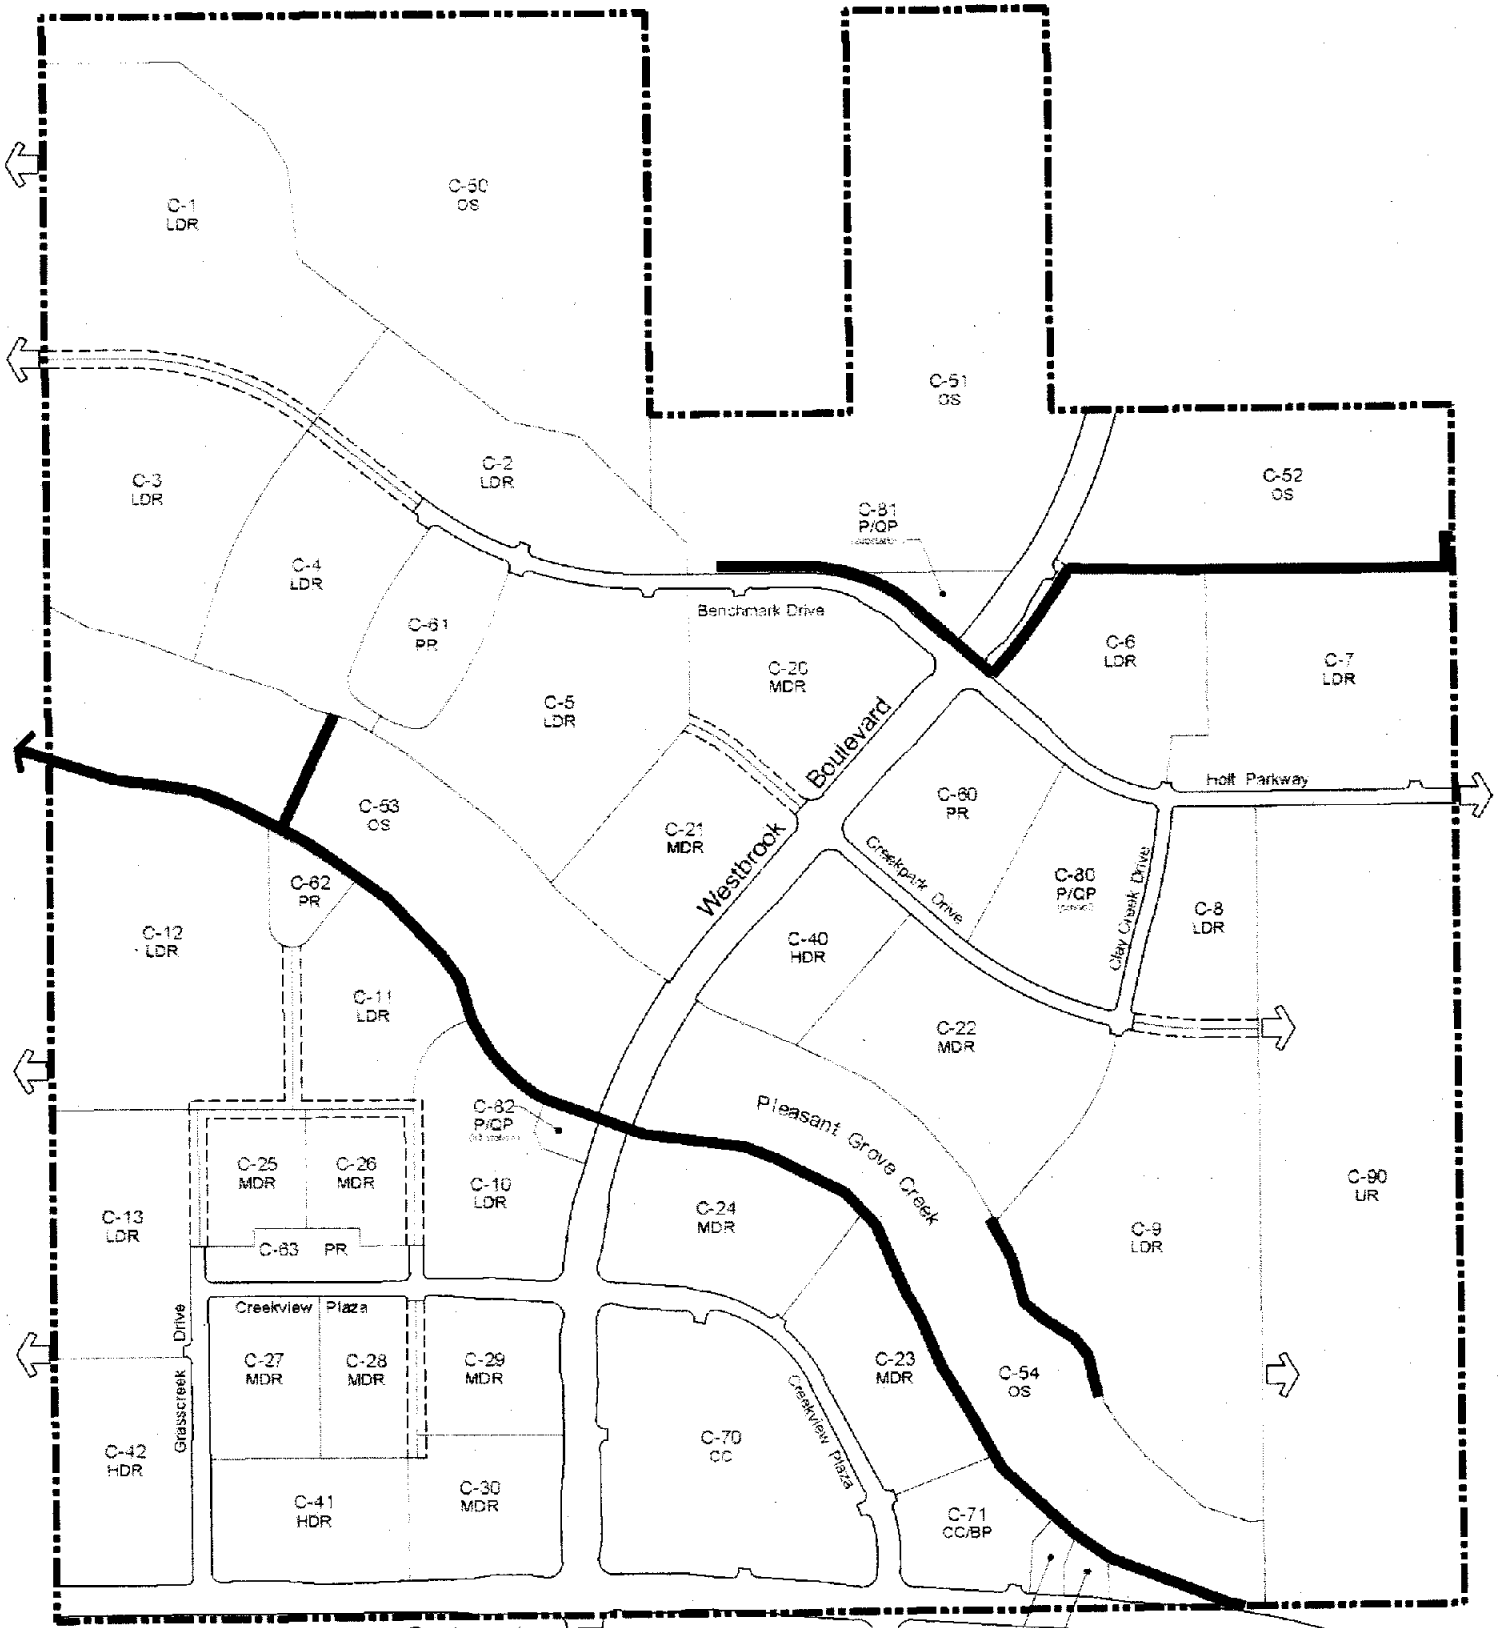 C-50
OS
C-1
LDR
C-51
OS
C-2
LDR
C-3
LDR
C-52
OS
C-81
P/QP
C-4
LDR
Benchmark Drive
C-61
PR
C-6
LDR
C-7
LDR
C-20
MDR
C-5
LDR
Westbrook Boulevard
Holt Parkway
C-53
OS
C-60
PR
C-21
MDR
Creekpark Drive
C-62
PR
C-80
P/QP
Clay Creek Drive
C-8
LDR
C-12
LDR
C-40
HDR
C-11
LDR
C-22
MDR
C-82
P/QP
Pleasant Grove Creek
C-25
MDR
C-26
MDR
C-10
LDR
C-90
UR
C-13
LDR
C-24
MDR
C-9
LDR
C-63 PR
Creekview Plaza
Grasscreek Drive
C-27
MDR
C-28
MDR
C-29
MDR
C-23
MDR
C-54
OS
Creekview Plaza
C-42
HDR
C-70
CC
C-41
HDR
C-30
MDR
C-71
CC/BP